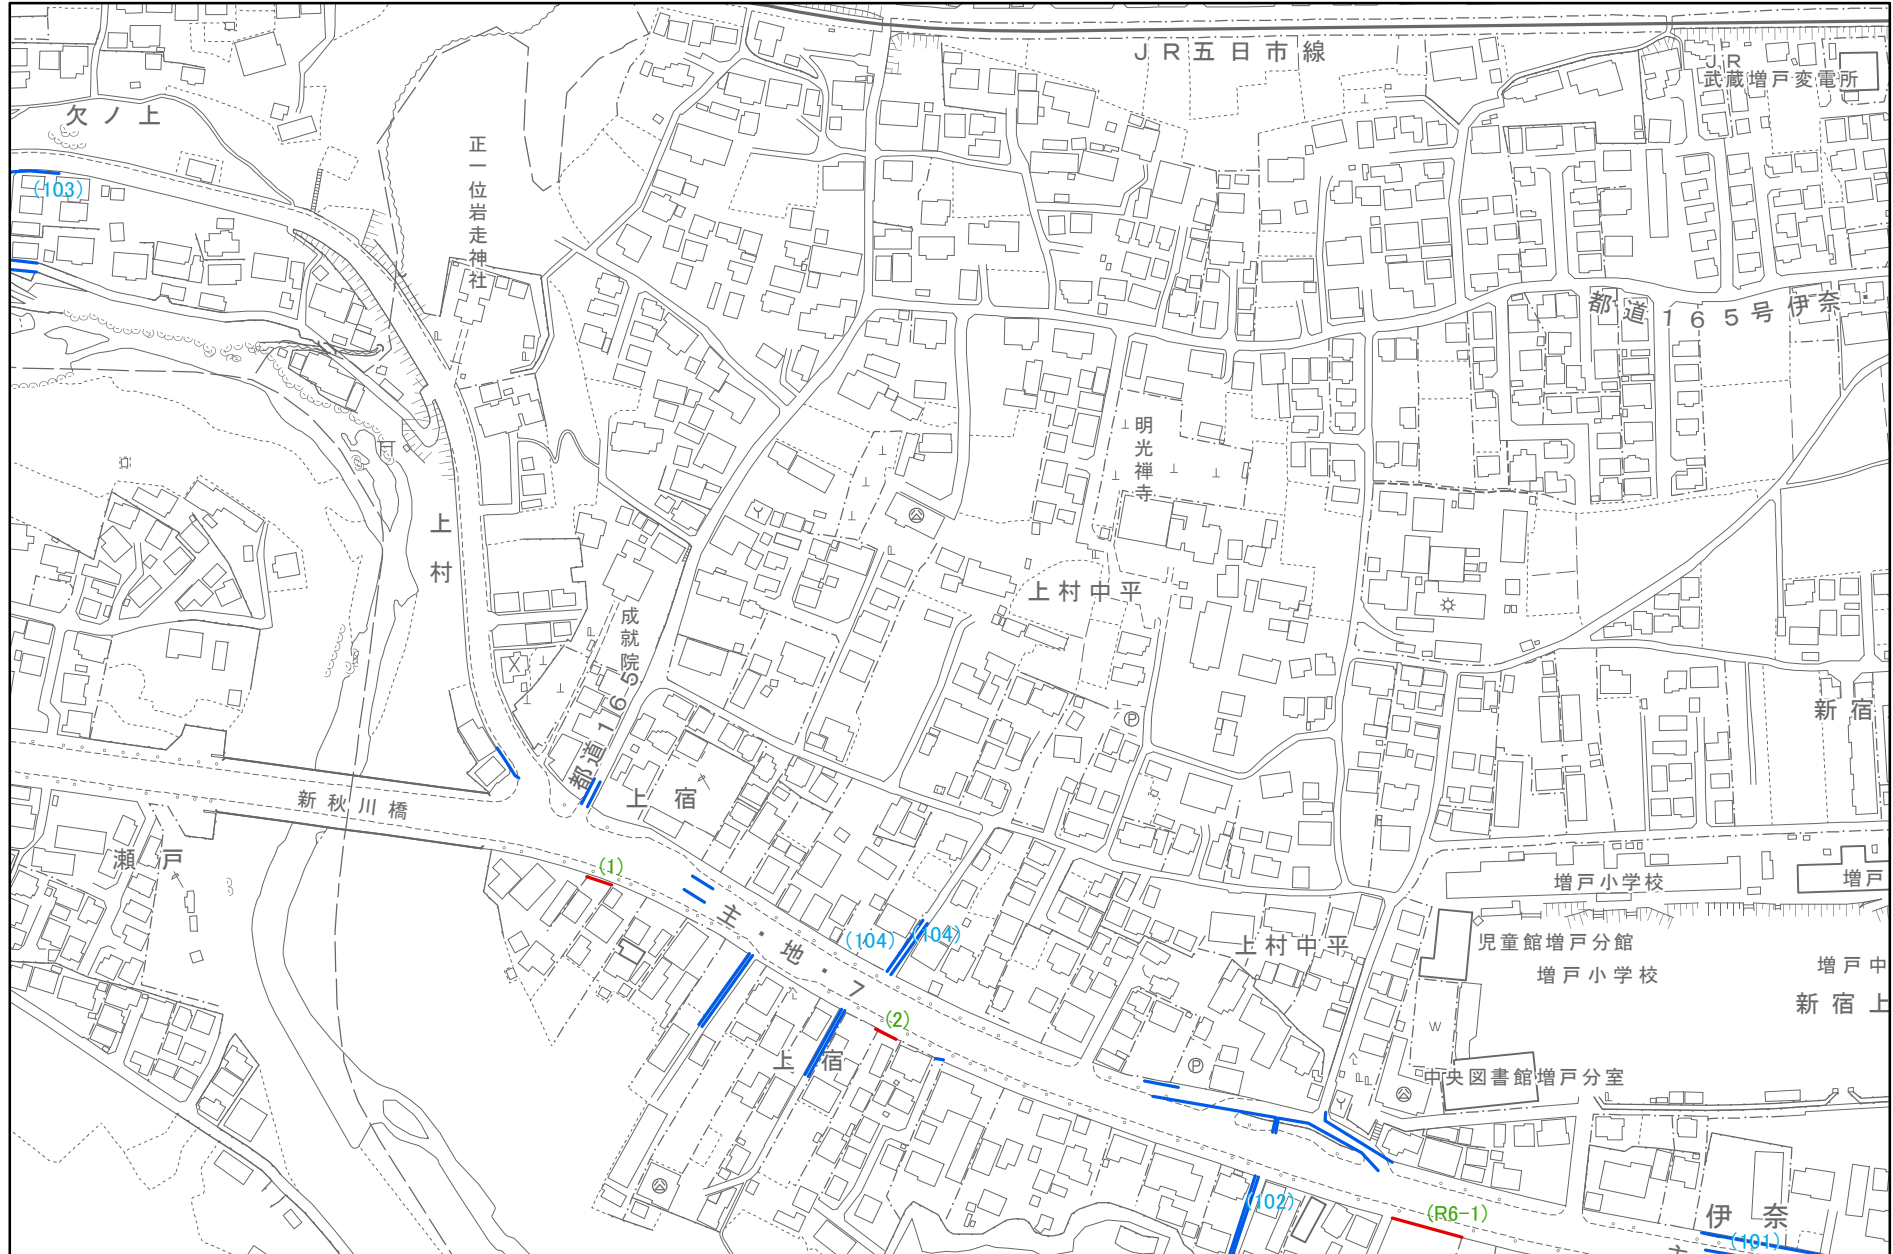 ＪＲ五日市線
ＪＲ
武蔵増戸変電所
欠ノ上
正一位岩走神社
(103)
都道１６５号伊奈・
明光禅寺
上村
上村中平
成就院
都道１６５
新宿
上宿
新秋川橋
瀬戸
(1)
増戸小学校
増戸
主・地・７
(104)
(104)
上村中平
児童館増戸分館
増戸小学校
増戸中
新宿上
(2)
上宿
中央図書館増戸分室
(102)
(R6-1)
伊奈
(101)
主